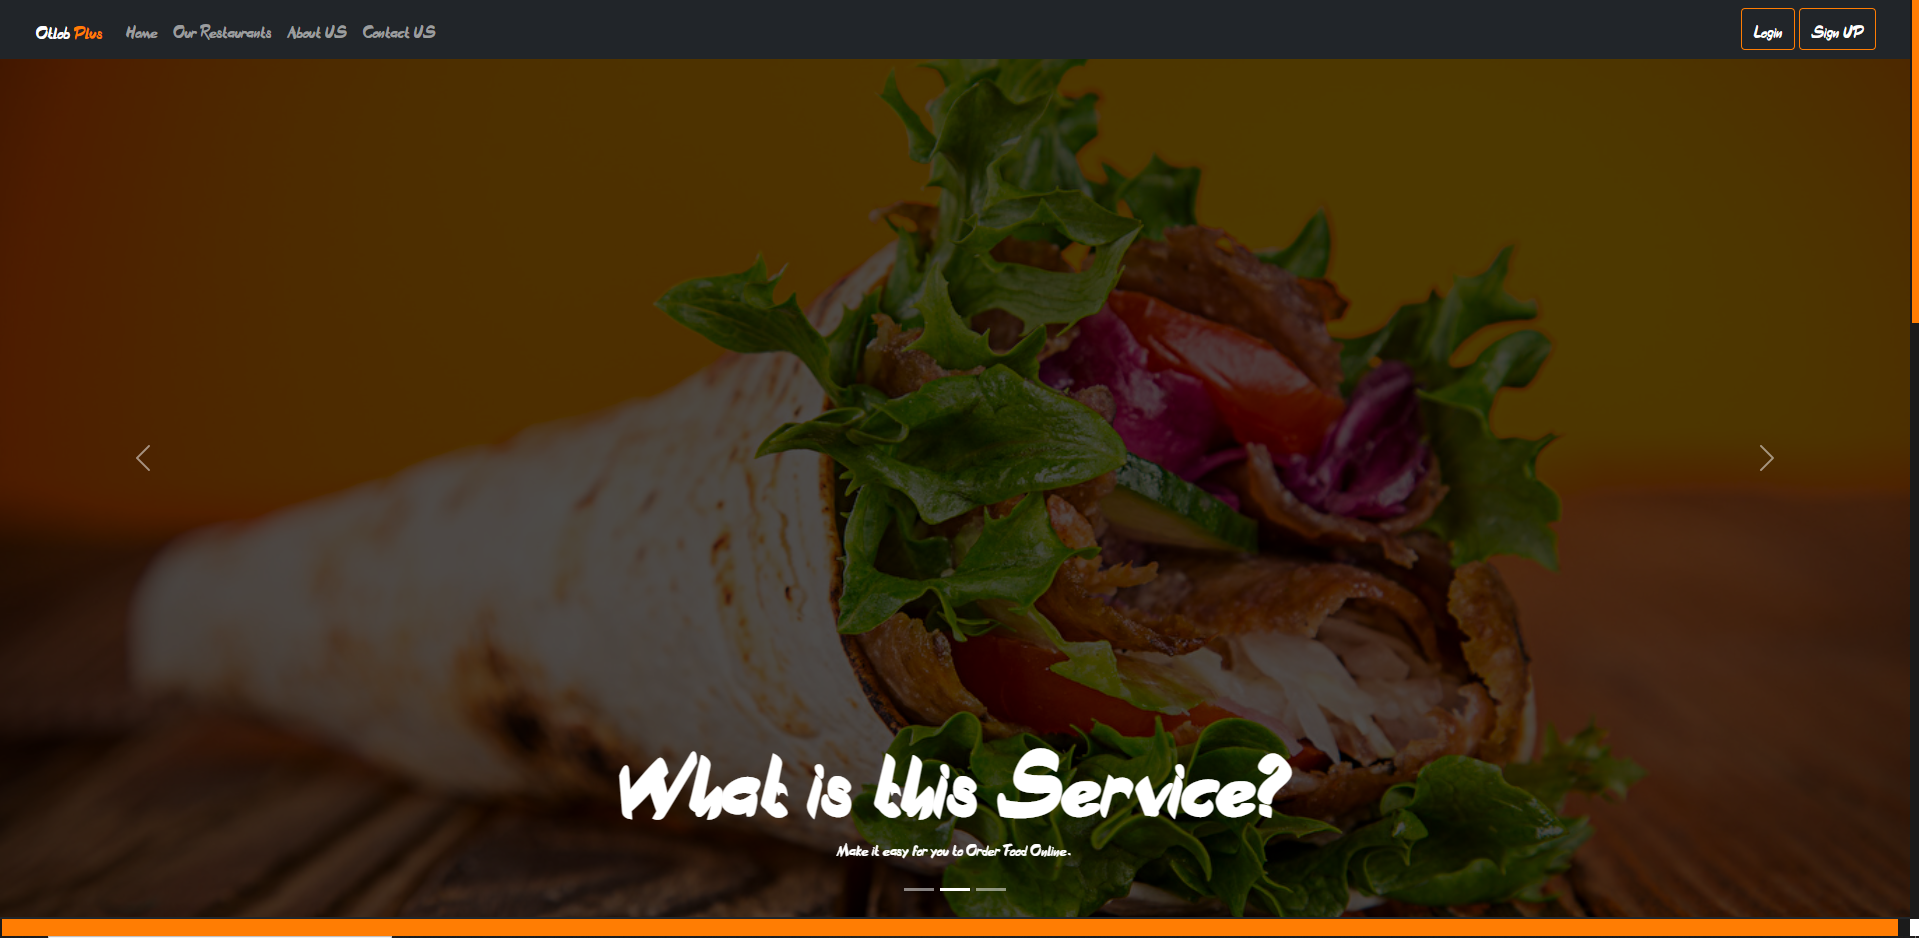 Otlob Plus Home Our Restaurants About US Contact US Login Sign UP
What is this Service?
Make it easy for you to Order Food Online.